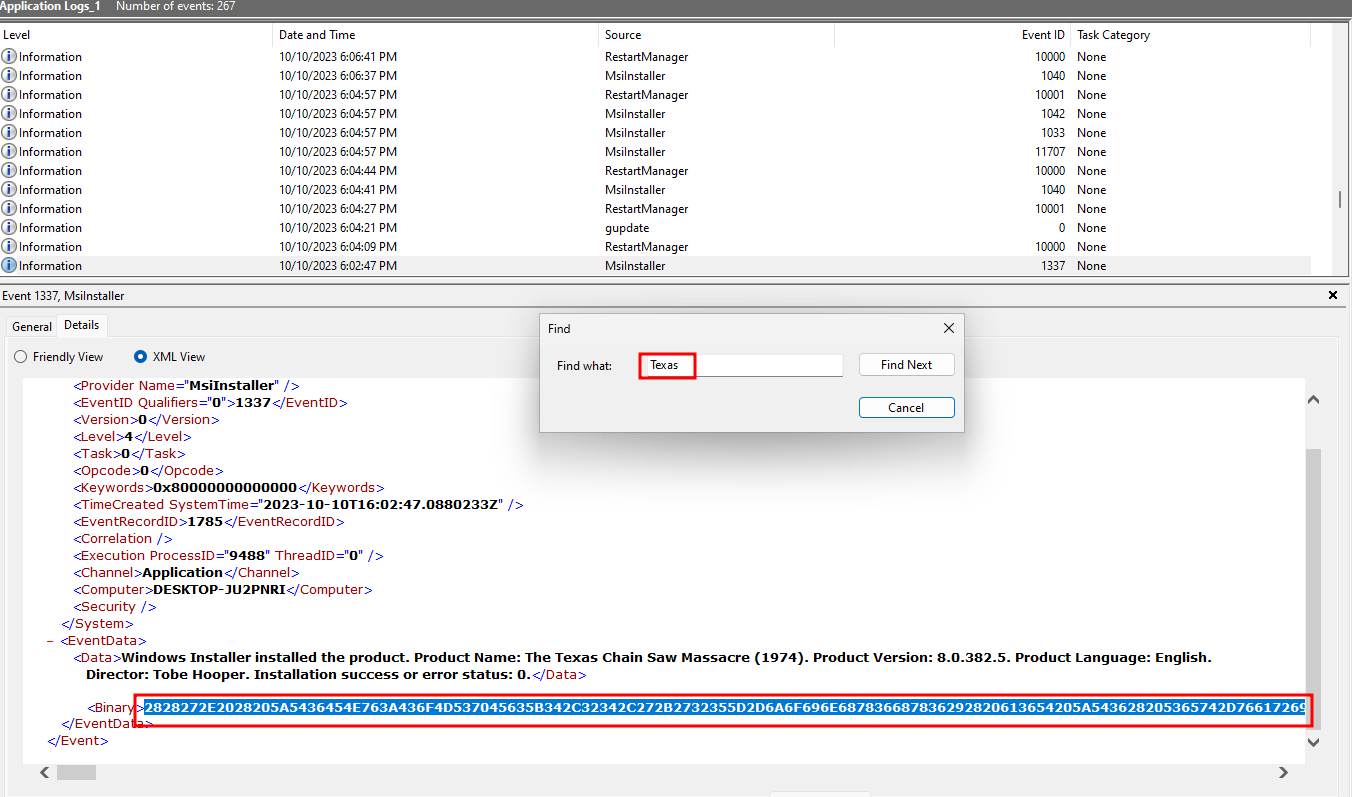 Application Logs_1 Number of events: 267
Level Date and Time Source Event ID Task Category
Information 10/10/2023 6:06:41 PM RestartManager 10000 None
Information 10/10/2023 6:06:37 PM MsiInstaller 1040 None
Information 10/10/2023 6:04:57 PM RestartManager 10001 None
Information 10/10/2023 6:04:57 PM MsiInstaller 1042 None
Information 10/10/2023 6:04:57 PM MsiInstaller 1033 None
Information 10/10/2023 6:04:57 PM MsiInstaller 11707 None
Information 10/10/2023 6:04:44 PM RestartManager 10000 None
Information 10/10/2023 6:04:41 PM MsiInstaller 1040 None
Information 10/10/2023 6:04:27 PM RestartManager 10001 None
Information 10/10/2023 6:04:21 PM gupdate 0 None
Information 10/10/2023 6:04:09 PM RestartManager 10000 None
Information 10/10/2023 6:02:47 PM MsiInstaller 1337 None
Event 1337, MsiInstaller
General Details
Friendly View XML View
Find
Find what: Texas Find Next
Cancel
<Provider Name="MsiInstaller" />
<EventID Qualifiers="0">1337</EventID>
<Version>0</Version>
<Level>4</Level>
<Task>0</Task>
<Opcode>0</Opcode>
<Keywords>0x80000000000000</Keywords>
<TimeCreated SystemTime="2023-10-10T16:02:47.0880233Z" />
<EventRecordID>1785</EventRecordID>
<Correlation />
<Execution ProcessID="9488" ThreadID="0" />
<Channel>Application</Channel>
<Computer>DESKTOP-JU2PNRI</Computer>
<Security />
</System>
– <EventData>
<Data>Windows Installer installed the product. Product Name: The Texas Chain Saw Massacre (1974). Product Version: 8.0.382.5. Product Language: English.
Director: Tobe Hooper. Installation success or error status: 0.</Data>
<Binary>2828272E2028205A5436454E763A436F4D537045635B342C32342C272B2732355D2D6A6F696E6878366878362928206136542​05A543628205365742D76617269
</EventData>
</Event>